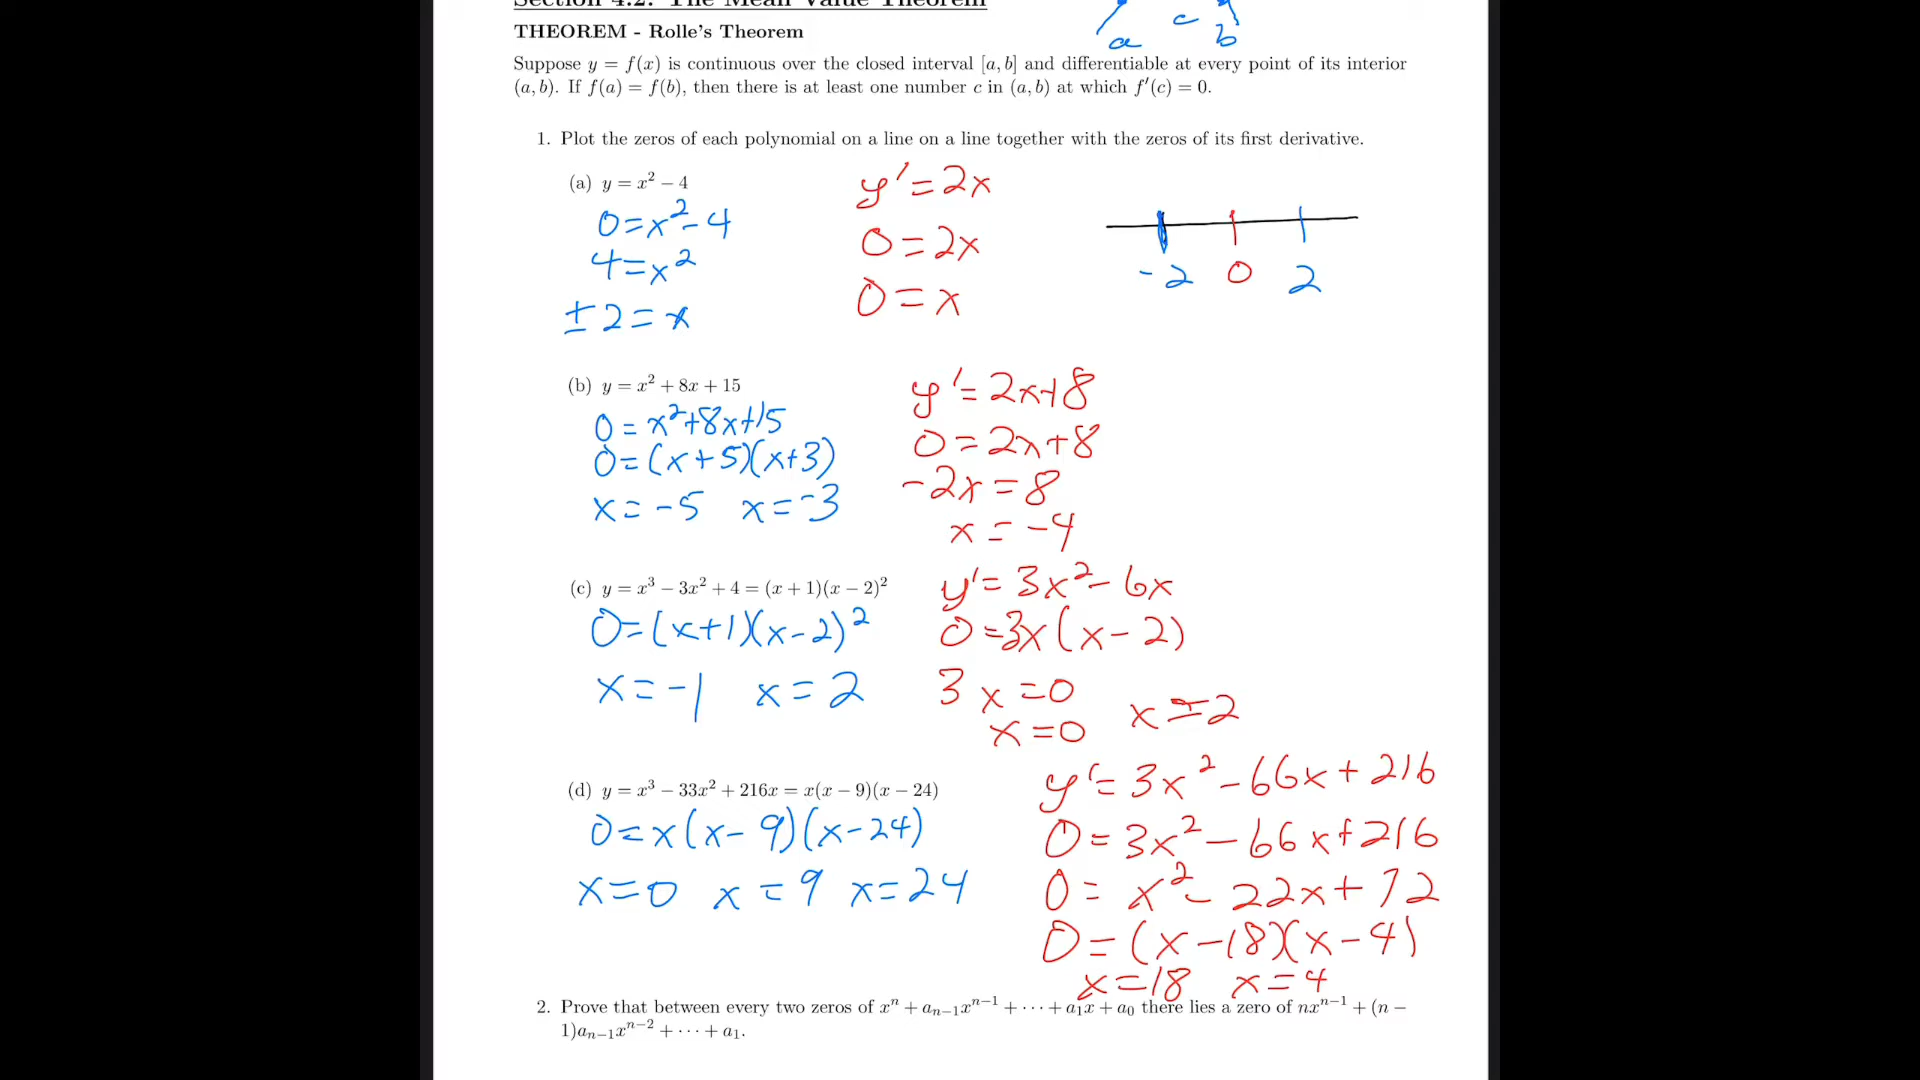 Section 4.2: The Mean Value Theorem
a c b
THEOREM - Rolle's Theorem
Suppose y = f(x) is continuous over the closed interval [a, b] and differentiable at every point of its interior
(a, b). If f(a) = f(b), then there is at least one number c in (a, b) at which f′(c) = 0.
1. Plot the zeros of each polynomial on a line on a line together with the zeros of its first derivative.
(a) y = x² − 4
0=x²-4
4=x²
±2=x
y'=2x
0=2x
0=x
-2 0 2
(b) y = x² + 8x + 15
0=x²+8x+15
0=(x+5)(x+3)
x=-5 x=-3
y'=2x+8
0=2x+8
-2x=8
x=-4
(c) y = x³ − 3x² + 4 = (x + 1)(x − 2)²
0=(x+1)(x-2)²
x=-1 x=2
y'=3x²-6x
0=3x(x-2)
3x=0
x=0 x=2
(d) y = x³ − 33x² + 216x = x(x − 9)(x − 24)
0=x(x-9)(x-24)
x=0 x=9 x=24
y'=3x²-66x+216
0=3x²-66x+216
0=x²-22x+72
0=(x-18)(x-4)
x=18 x=4
2. Prove that between every two zeros of xⁿ + aₙ₋₁xⁿ⁻¹ + ··· + a₁x + a₀ there lies a zero of nxⁿ⁻¹ + (n −
1)aₙ₋₁xⁿ⁻² + ··· + a₁.